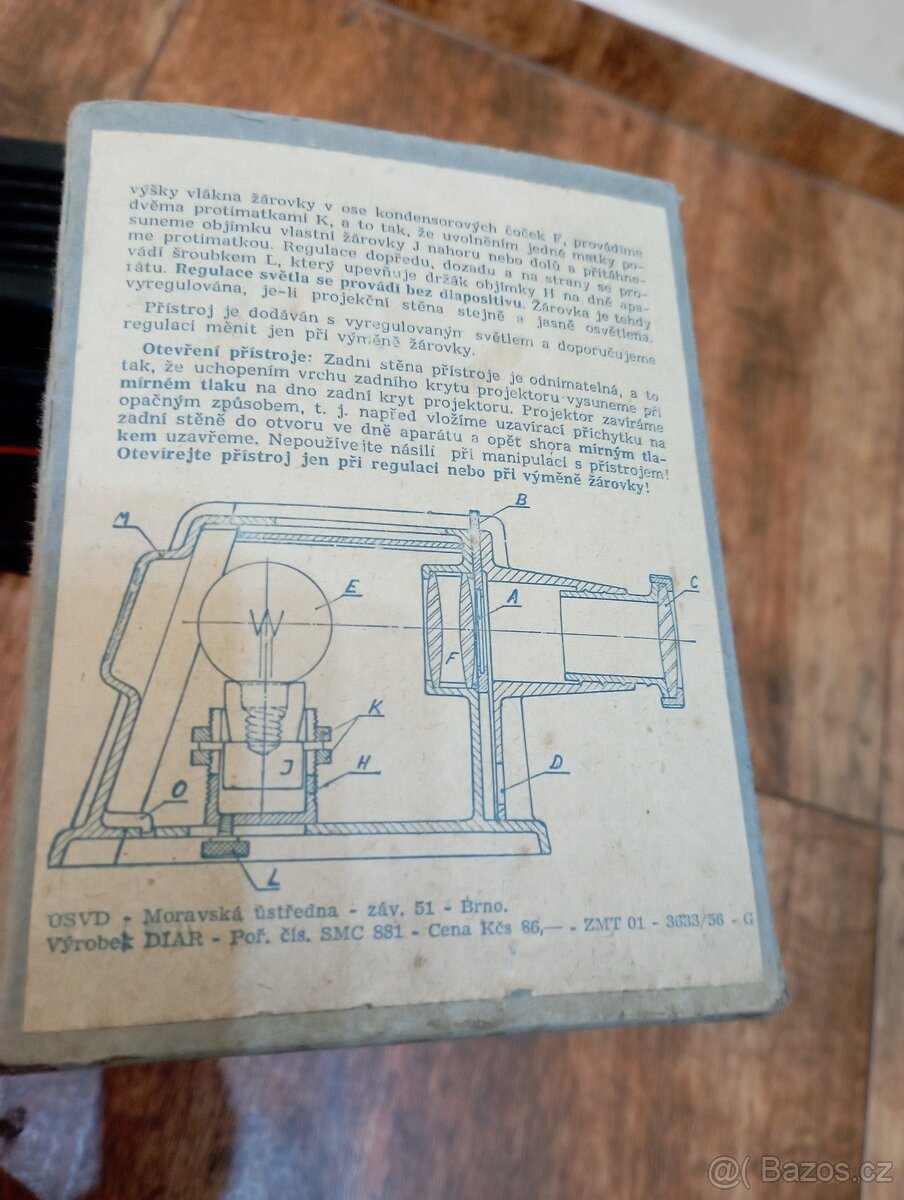 výšky vlákna žárovky v ose kondensorových čoček F, provádíme
dvěma protimatkami K, a to tak, že uvolněním jedné matky po-
suneme objímku vlastní žárovky J nahoru nebo dolů a přitáhne-
me protimatkou. Regulace dopředu, dozadu a na strany se pro-
vádí šroubkem L, který upevňuje držák objímky H na dně apa-
rátu. Regulace světla se provádí bez diapositivu. Žárovka je tehdy
vyregulována, je-li projekční stěna stejně a jasně osvětlena.
Přístroj je dodáván s vyregulovaným světlem a doporučujeme
regulaci měnit jen při výměně žárovky.
Otevření přístroje: Zadní stěna přístroje je odnimatelná, a to
tak, že uchopením vrchu zadního krytu projektoru vysuneme při
mírném tlaku na dno zadní kryt projektoru. Projektor zavíráme
opačným způsobem, t. j. napřed vložíme uzavírací příchytku na
zadní stěně do otvoru ve dně aparátu a opět shora mírným tla-
kem uzavřeme. Nepoužívejte násilí při manipulaci s přístrojem!
Otevírejte přístroj jen při regulaci nebo při výměně žárovky!
B
M
E
A
C
F
K
J
H
D
O
L
ÚSVD - Moravská ústředna - záv. 51 - Brno.
Výrobek DIAR - Poř. čís. SMC 881 - Cena Kčs 86,— - ZMT 01 - 3633/56 - G
@( Bazos.cz